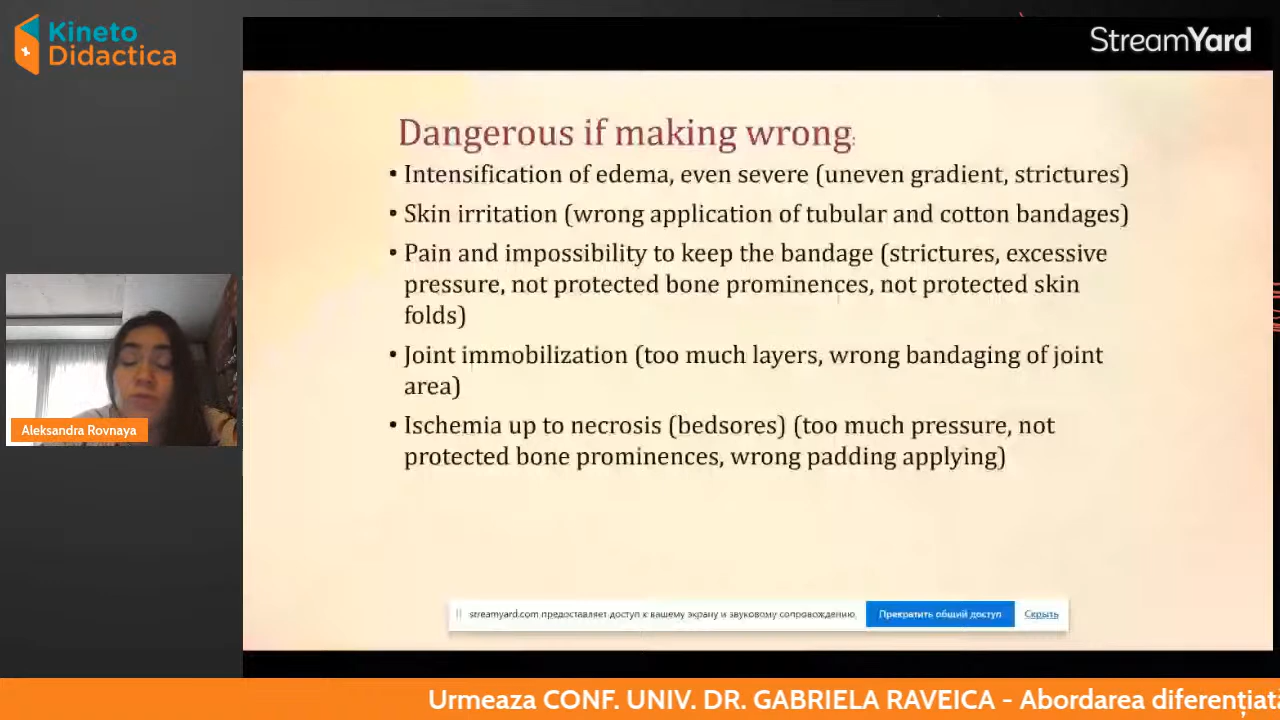 Kineto
Didactica
StreamYard
Dangerous if making wrong:
• Intensification of edema, even severe (uneven gradient, strictures)
• Skin irritation (wrong application of tubular and cotton bandages)
• Pain and impossibility to keep the bandage (strictures, excessive
pressure, not protected bone prominences, not protected skin
folds)
• Joint immobilization (too much layers, wrong bandaging of joint
area)
• Ischemia up to necrosis (bedsores) (too much pressure, not
protected bone prominences, wrong padding applying)
Aleksandra Rovnaya
streamyard.com предоставляет доступ к вашему экрану и звуковому сопровождению.
Прекратить общий доступ
Скрыть
Urmeaza CONF. UNIV. DR. GABRIELA RAVEICA - Abordarea diferențiată